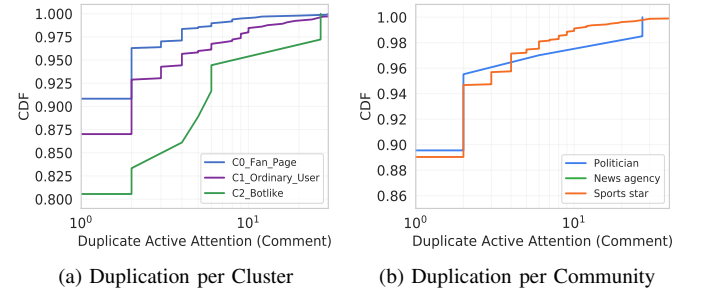 1.000
0.975
0.950
0.925
0.900
0.875
0.850
0.825
0.800
CDF
C0_Fan_Page
C1_Ordinary_User
C2_Botlike
10^0
10^1
Duplicate Active Attention (Comment)
(a) Duplication per Cluster
1.00
0.98
0.96
0.94
0.92
0.90
0.88
0.86
CDF
Politician
News agency
Sports star
10^0
10^1
Duplicate Active Attention (Comment)
(b) Duplication per Community